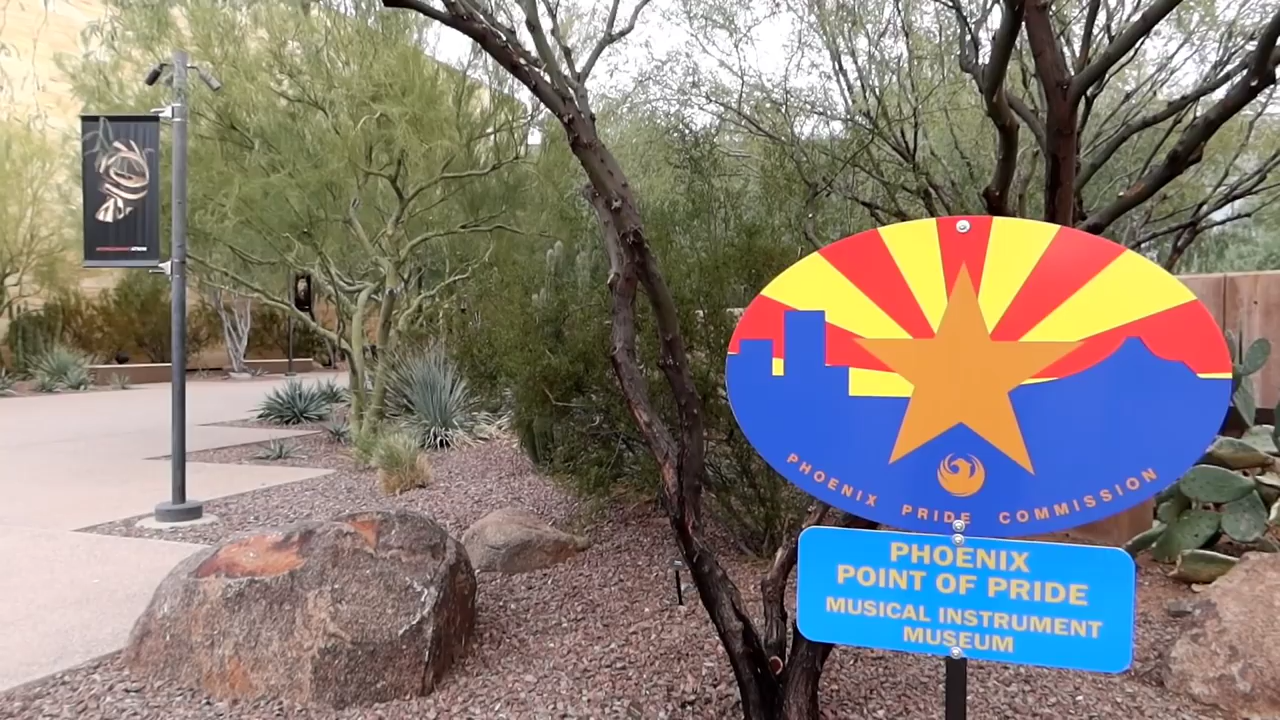 PHOENIX PRIDE COMMISSION
PHOENIX
POINT OF PRIDE
MUSICAL INSTRUMENT
MUSEUM